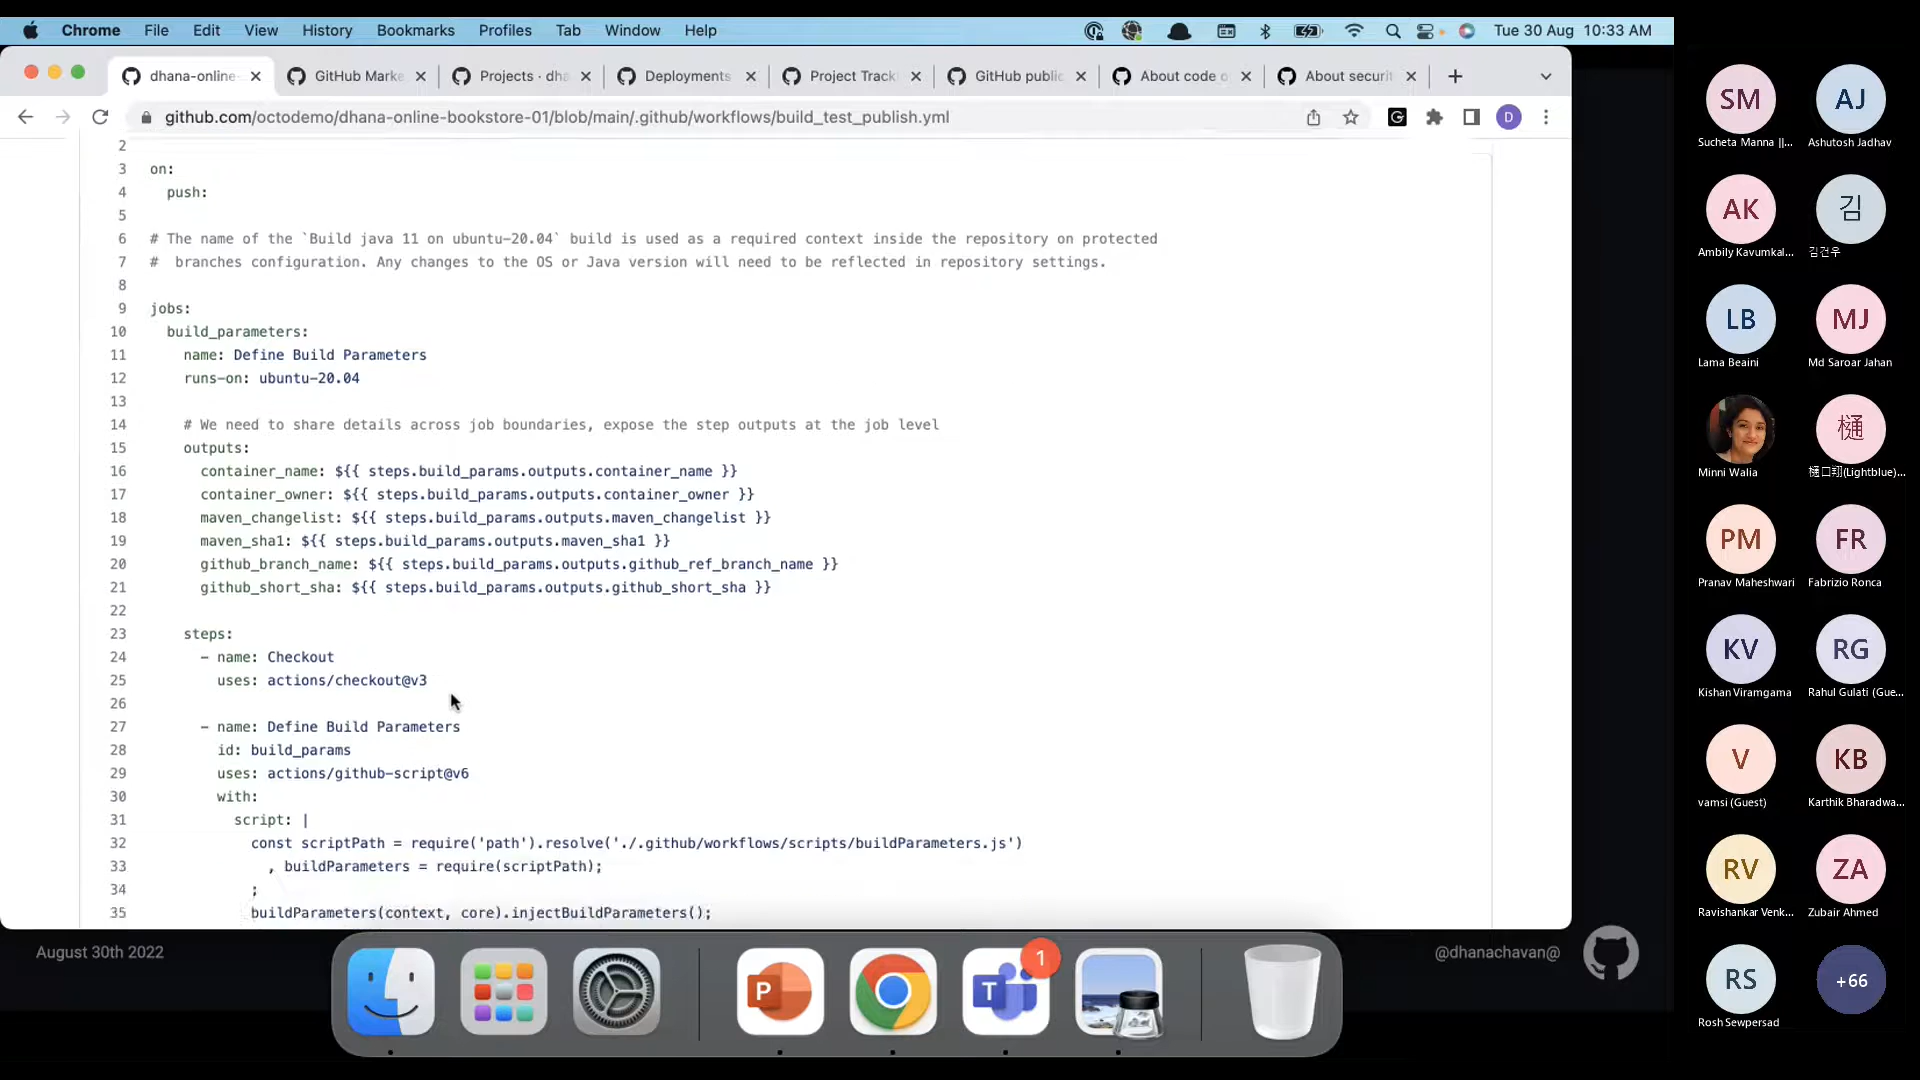 Chrome File Edit View History Bookmarks Profiles Tab Window Help Tue 30 Aug 10:33 AM
dhana-online- GitHub Marke Projects · dha Deployments Project Track GitHub public About code o About securit
github.com/octodemo/dhana-online-bookstore-01/blob/main/.github/workflows/build_test_publish.yml D
2
3 on:
4 push:
5
6 # The name of the `Build java 11 on ubuntu-20.04` build is used as a required context inside the repository on protected
7 # branches configuration. Any changes to the OS or Java version will need to be reflected in repository settings.
8
9 jobs:
10 build_parameters:
11 name: Define Build Parameters
12 runs-on: ubuntu-20.04
13
14 # We need to share details across job boundaries, expose the step outputs at the job level
15 outputs:
16 container_name: ${{ steps.build_params.outputs.container_name }}
17 container_owner: ${{ steps.build_params.outputs.container_owner }}
18 maven_changelist: ${{ steps.build_params.outputs.maven_changelist }}
19 maven_sha1: ${{ steps.build_params.outputs.maven_sha1 }}
20 github_branch_name: ${{ steps.build_params.outputs.github_ref_branch_name }}
21 github_short_sha: ${{ steps.build_params.outputs.github_short_sha }}
22
23 steps:
24 - name: Checkout
25 uses: actions/checkout@v3
26
27 - name: Define Build Parameters
28 id: build_params
29 uses: actions/github-script@v6
30 with:
31 script: |
32 const scriptPath = require('path').resolve('./.github/workflows/scripts/buildParameters.js')
33 , buildParameters = require(scriptPath);
34 ;
35 buildParameters(context, core).injectBuildParameters();
August 30th 2022
@dhanachavan@
P
T
1
SM AJ
Sucheta Manna ||... Ashutosh Jadhav
AK 김
Ambily Kavumkal... 김건우
LB MJ
Lama Beaini Md Saroar Jahan
樋
Minni Walia 樋口翔(Lightblue)...
PM FR
Pranav Maheshwari Fabrizio Ronca
KV RG
Kishan Viramgama Rahul Gulati (Gue...
V KB
vamsi (Guest) Karthik Bharadwa...
RV ZA
Ravishankar Venk... Zubair Ahmed
RS +66
Rosh Sewpersad